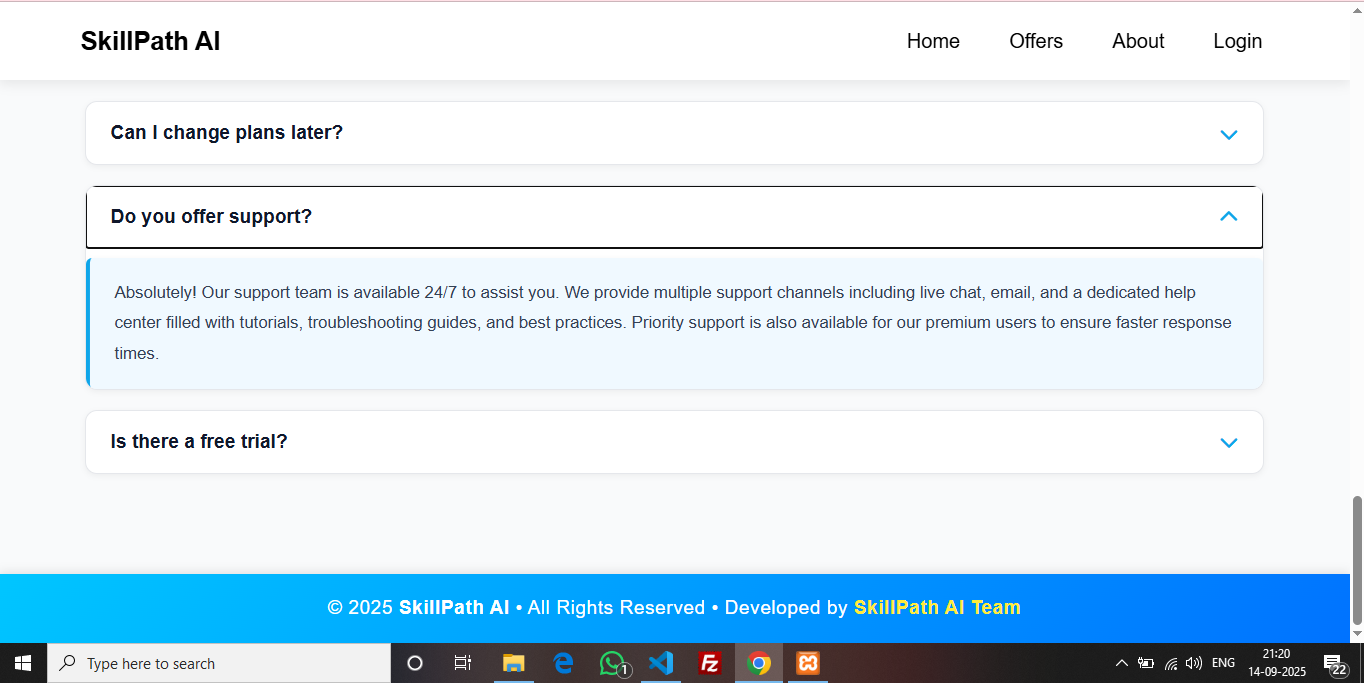 SkillPath AI
Home Offers About Login
Can I change plans later?
Do you offer support?
Absolutely! Our support team is available 24/7 to assist you. We provide multiple support channels including live chat, email, and a dedicated help
center filled with tutorials, troubleshooting guides, and best practices. Priority support is also available for our premium users to ensure faster response
times.
Is there a free trial?
© 2025 SkillPath AI • All Rights Reserved • Developed by SkillPath AI Team
Type here to search
1
ENG
21:20
14-09-2025
22